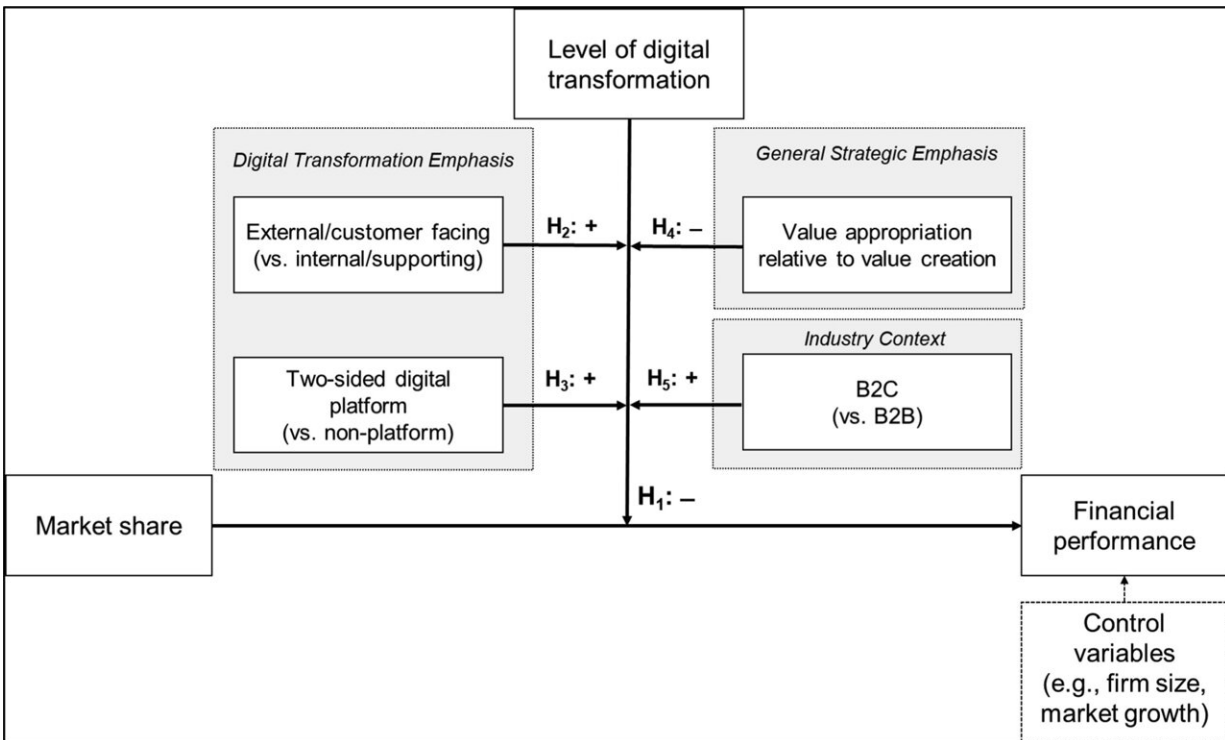 Level of digital
transformation
Digital Transformation Emphasis
General Strategic Emphasis
External/customer facing
(vs. internal/supporting)
H₂: +
H₄: –
Value appropriation
relative to value creation
Industry Context
Two-sided digital
platform
(vs. non-platform)
H₃: +
H₅: +
B2C
(vs. B2B)
H₁: –
Market share
Financial
performance
Control
variables
(e.g., firm size,
market growth)